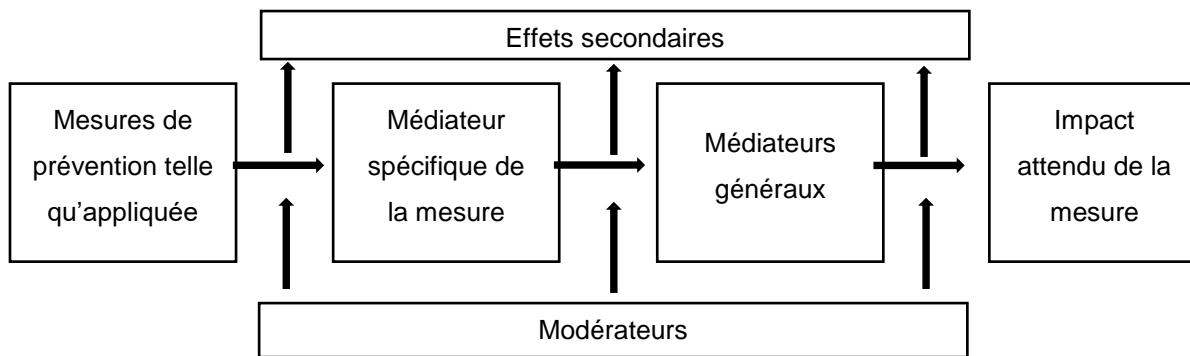 Effets secondaires
Mesures de
prévention telle
qu’appliquée
Médiateur
spécifique de
la mesure
Médiateurs
généraux
Impact
attendu de la
mesure
Modérateurs